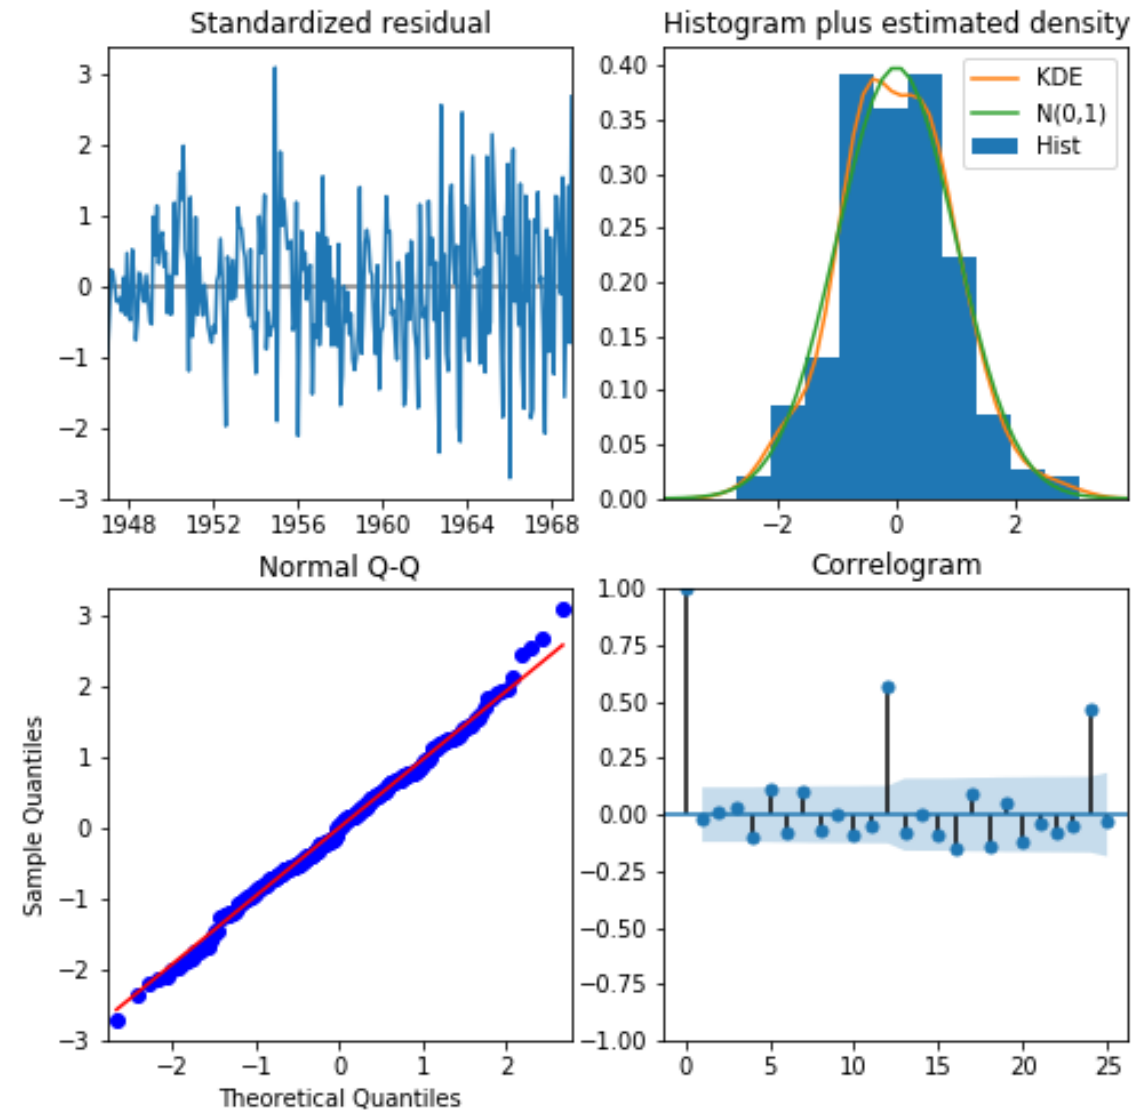 Standardized residual
3
2
1
0
−1
−2
−3
1948 1952 1956 1960 1964 1968
Histogram plus estimated density
0.40
0.35
0.30
0.25
0.20
0.15
0.10
0.05
0.00
KDE
N(0,1)
Hist
−2 0 2
Normal Q-Q
Sample Quantiles
3
2
1
0
−1
−2
−3
−2 −1 0 1 2
Theoretical Quantiles
Correlogram
1.00
0.75
0.50
0.25
0.00
−0.25
−0.50
−0.75
−1.00
0 5 10 15 20 25